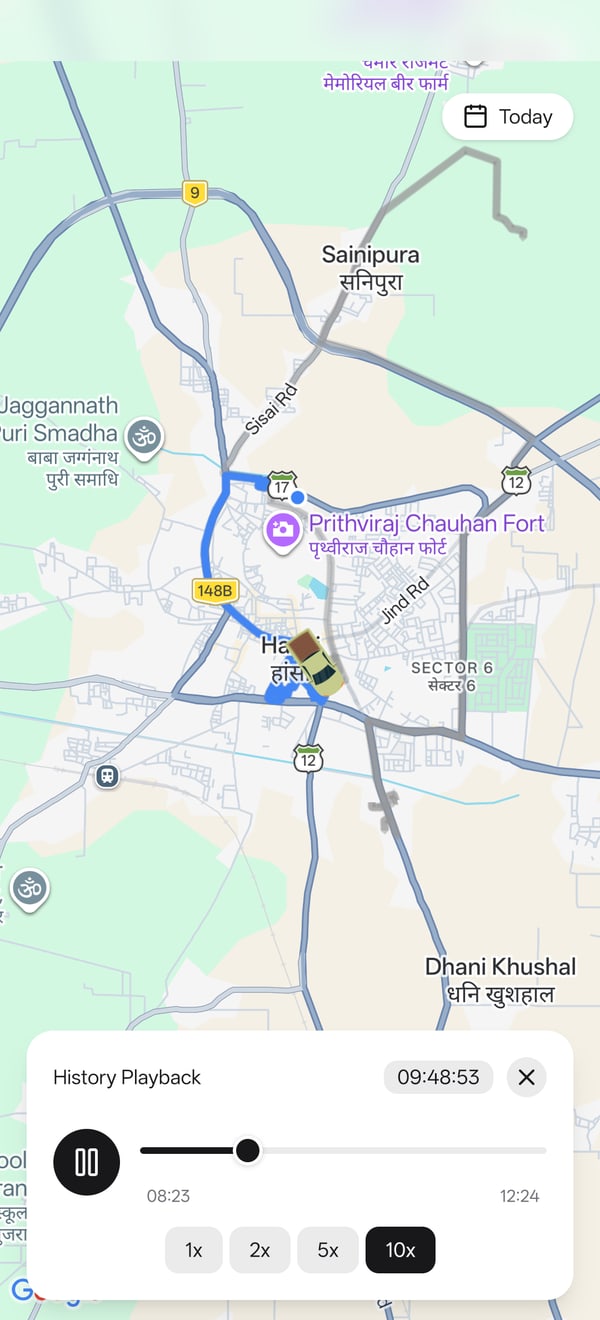 चमार राजमेंट
मेमोरियल बीर फार्म
Today
9
Sainipura
सनिपुरा
Jaggannath
Puri Smadha
बाबा जग्गंनाथ
पुरी समाधि
Sisai Rd
17
12
Prithviraj Chauhan Fort
पृथ्वीराज चौहान फोर्ट
148B
Jind Rd
SECTOR 6
सेक्टर 6
12
Dhani Khushal
धनि खुशहाल
History Playback
09:48:53
08:23
12:24
1x
2x
5x
10x